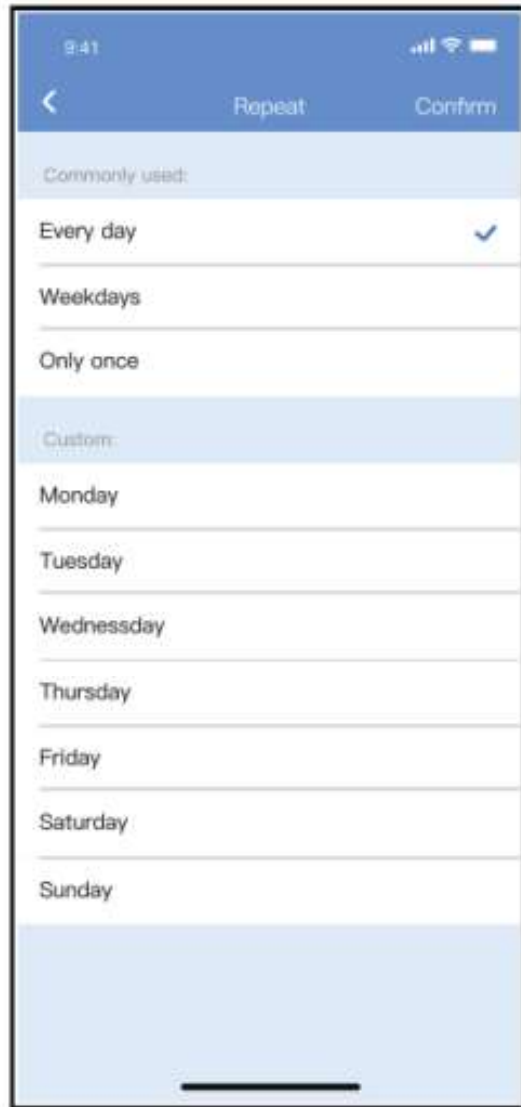 9:41
Repeat Confirm
Commonly used:
Every day
Weekdays
Only once
Custom:
Monday
Tuesday
Wednessday
Thursday
Friday
Saturday
Sunday